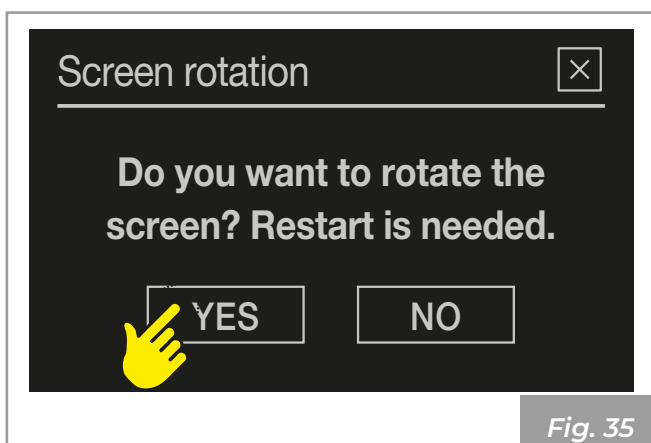 Screen rotation
Do you want to rotate the
screen? Restart is needed.
YES NO
Fig. 35